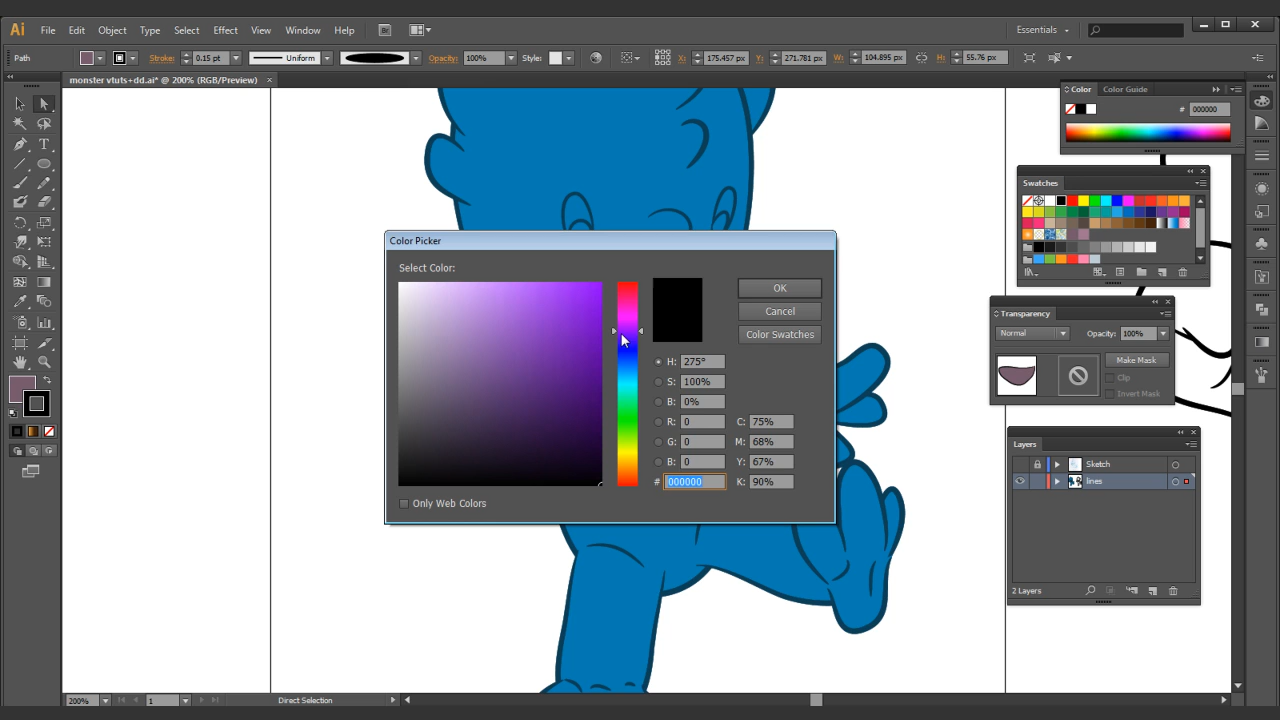 Ai File Edit Object Type Select Effect View Window Help Essentials
Path Stroke: 0.15 pt Uniform Opacity: 100% Style: X: 175.457 px Y: 271.781 px W: 104.895 px H: 55.76 px
monster vtuts+dd.ai* @ 200% (RGB/Preview)
Color Color Guide
# 000000
Swatches
Color Picker
Select Color:
OK
Cancel
Color Swatches
H: 275°
S: 100%
B: 0%
R: 0 C: 75%
G: 0 M: 68%
B: 0 Y: 67%
# 000000 K: 90%
Only Web Colors
Transparency
Normal Opacity: 100%
Make Mask
Clip
Invert Mask
Layers
Sketch
lines
2 Layers
200% 1 Direct Selection